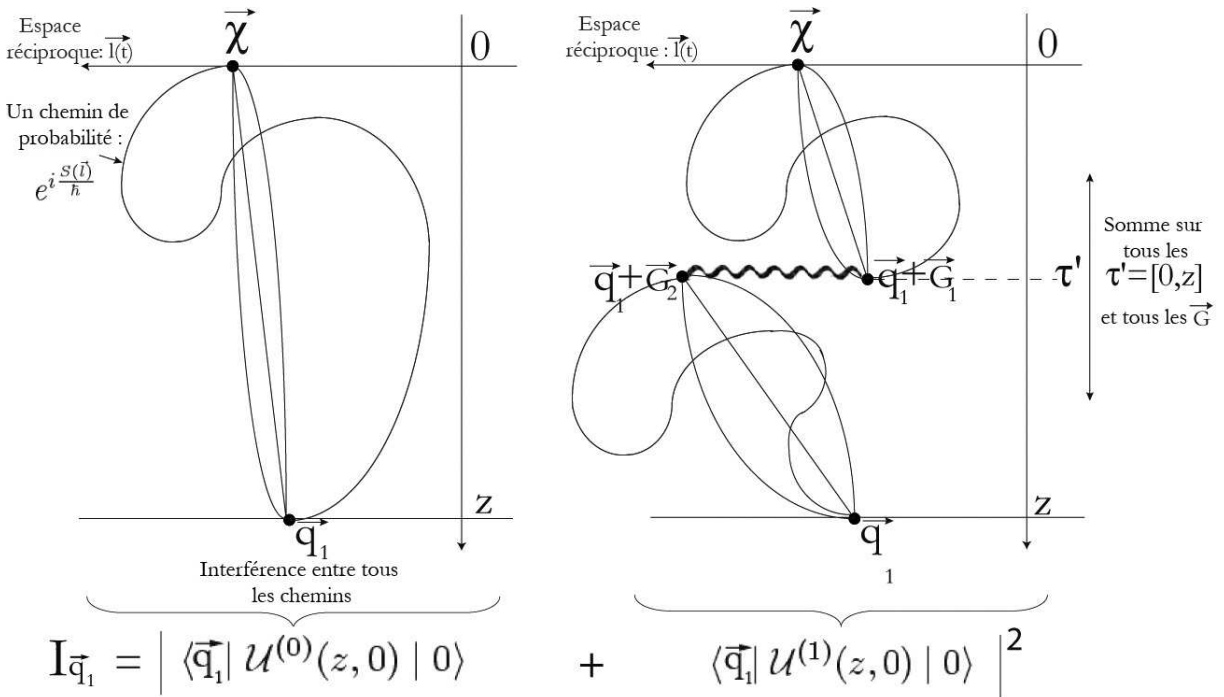 Espace
réciproque: l(t)
χ
0
Un chemin de
probabilité :
e^{i S(l)/ħ}
z
q₁
Interférence entre tous
les chemins
Espace
réciproque : l(t)
χ
0
q₁+G₂
q₁+G₁
τ'
Somme sur
tous les
τ'=[0,z]
et tous les G
z
q
1
I_{q₁} = | ⟨q₁| U⁽⁰⁾(z, 0) | 0⟩ + ⟨q₁| U⁽¹⁾(z, 0) | 0⟩ |²